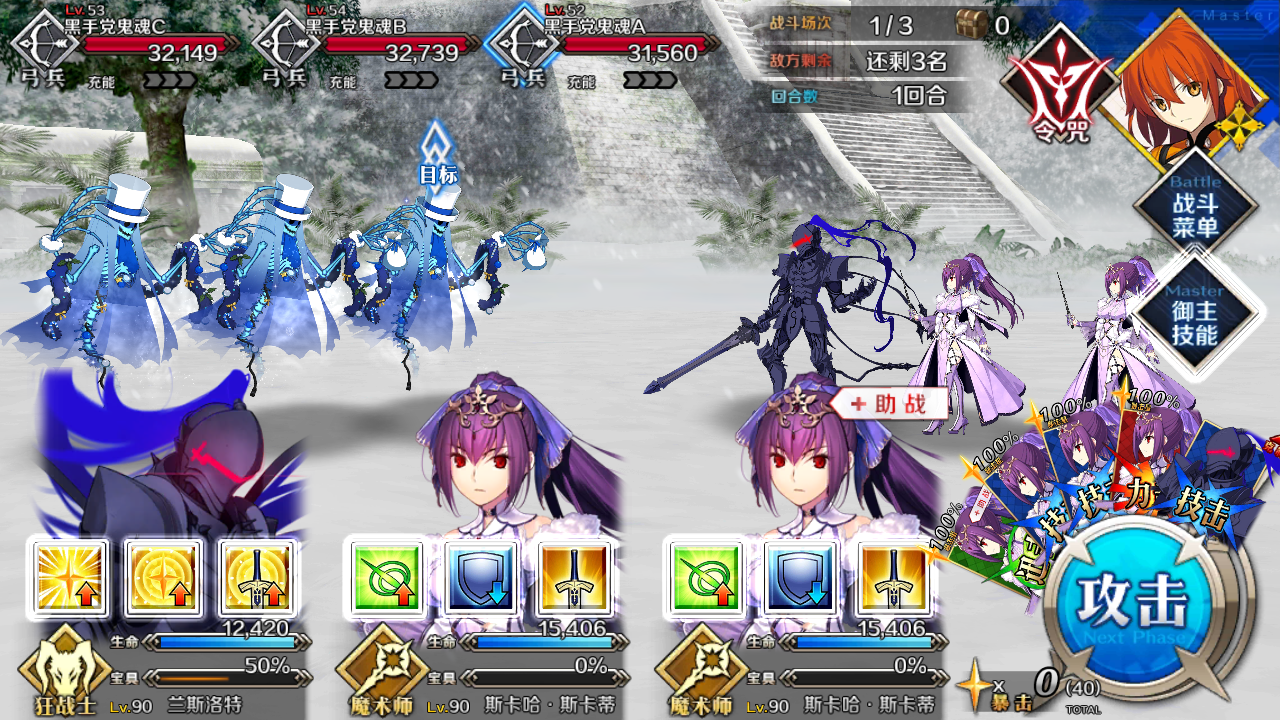 Lv.53
黑手党鬼魂C
32,149
弓兵
充能
Lv.54
黑手党鬼魂B
32,739
弓兵
充能
Lv.52
黑手党鬼魂A
31,560
弓兵
充能
战斗场次 1/3 0
敌方剩余 还剩3名
回合数 1回合
令咒
Master
目标
Battle
战斗
菜单
Master
御主
技能
+ 助战
100%
100%
100%
100%
技击
攻击
Next Phase
12,420
生命
50%
宝具
狂战士 Lv.90 兰斯洛特
15,406
生命
0%
宝具
魔术师 Lv.90 斯卡哈·斯卡蒂
15,406
生命
0%
宝具
魔术师 Lv.90 斯卡哈·斯卡蒂
X
暴击
0
(40)
TOTAL